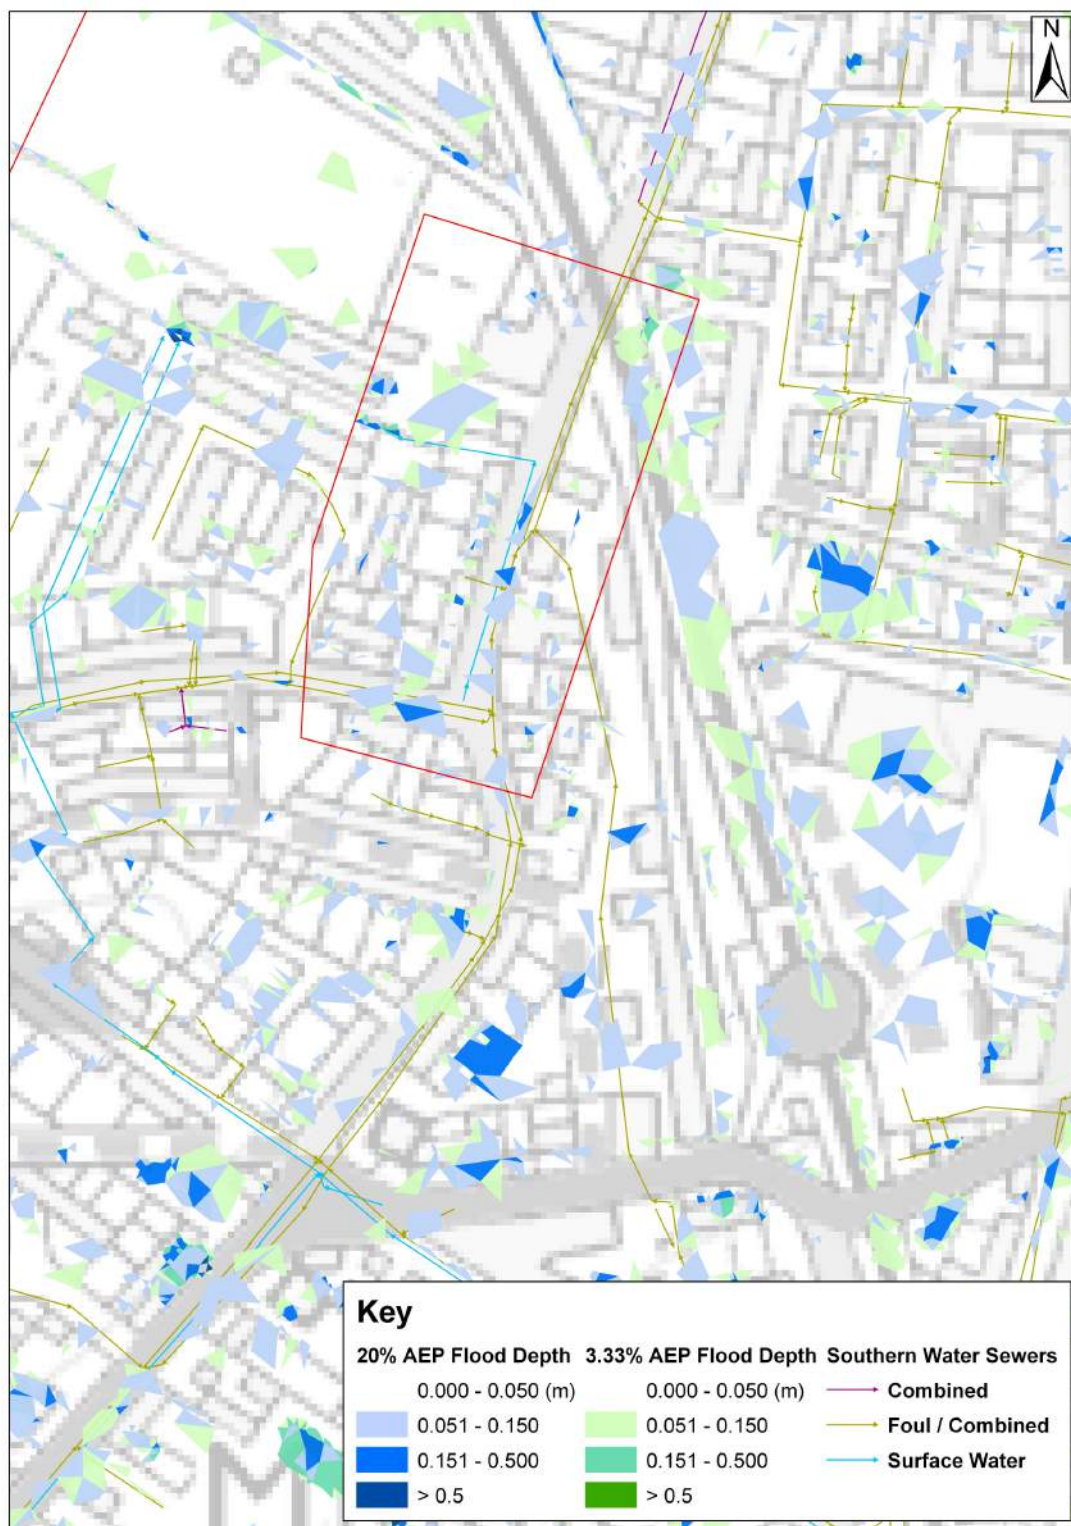 N
Key
20% AEP Flood Depth 3.33% AEP Flood Depth Southern Water Sewers
0.000 - 0.050 (m) 0.000 - 0.050 (m) Combined
0.051 - 0.150 0.051 - 0.150 Foul / Combined
0.151 - 0.500 0.151 - 0.500 Surface Water
> 0.5 > 0.5